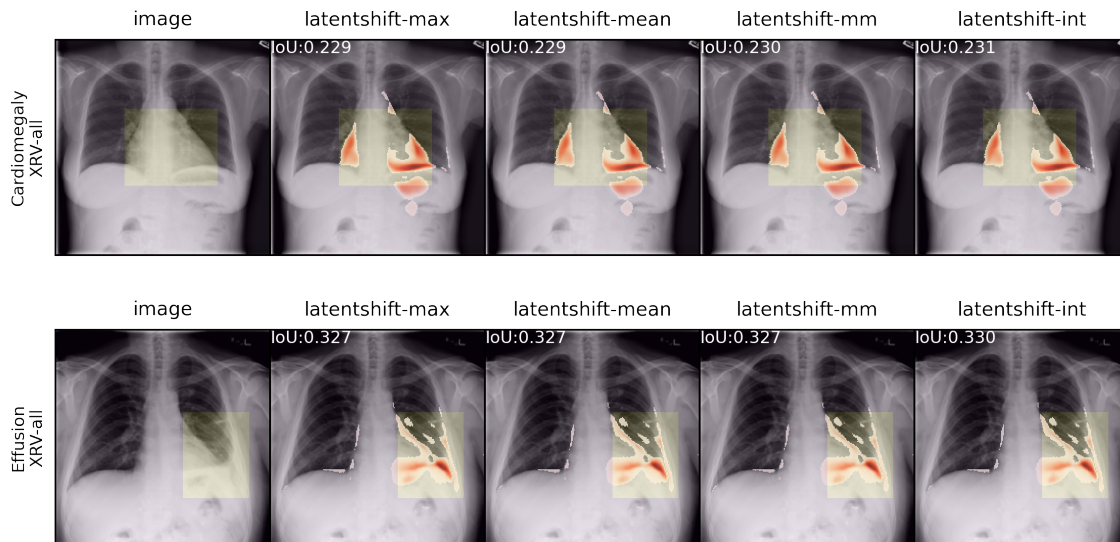 image latentshift-max latentshift-mean latentshift-mm latentshift-int
Cardiomegaly
XRV-all
IoU:0.229 IoU:0.229 IoU:0.230 IoU:0.231
image latentshift-max latentshift-mean latentshift-mm latentshift-int
Effusion
XRV-all
IoU:0.327 IoU:0.327 IoU:0.327 IoU:0.330